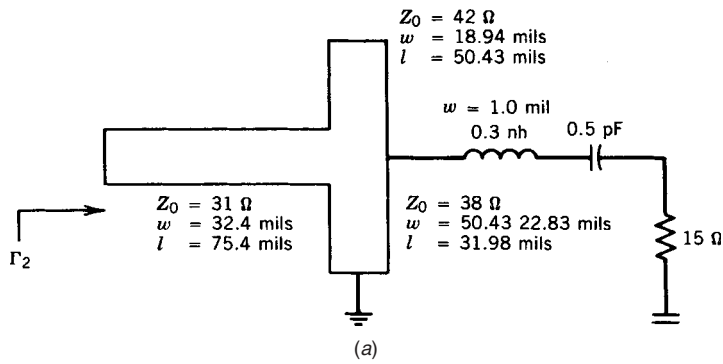 Z₀ = 42 Ω
w = 18.94 mils
l = 50.43 mils
w = 1.0 mil
0.3 nh
0.5 pF
Z₀ = 31 Ω
w = 32.4 mils
l = 75.4 mils
Z₀ = 38 Ω
w = 50.43 22.83 mils
l = 31.98 mils
15 Ω
Γ₂
(a)